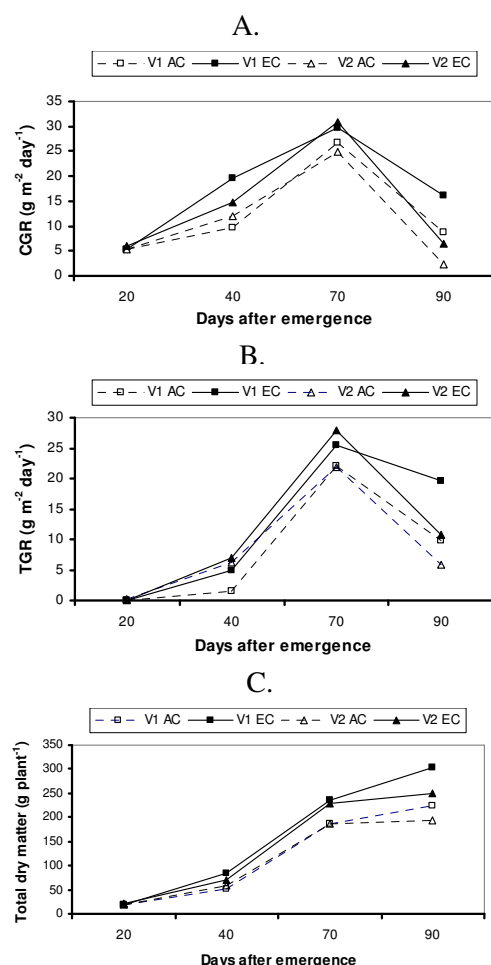 A.
V1 AC V1 EC V2 AC V2 EC
35
30
25
20
15
10
5
0
CGR (g m⁻² day⁻¹)
20 40 70 90
Days after emergence
B.
V1 AC V1 EC V2 AC V2 EC
30
25
20
15
10
5
0
TGR (g m⁻² day⁻¹)
20 40 70 90
Days after emergence
C.
V1 AC V1 EC V2 AC V2 EC
350
300
250
200
150
100
50
0
Total dry matter (g plant⁻¹)
20 40 70 90
Days after emergence